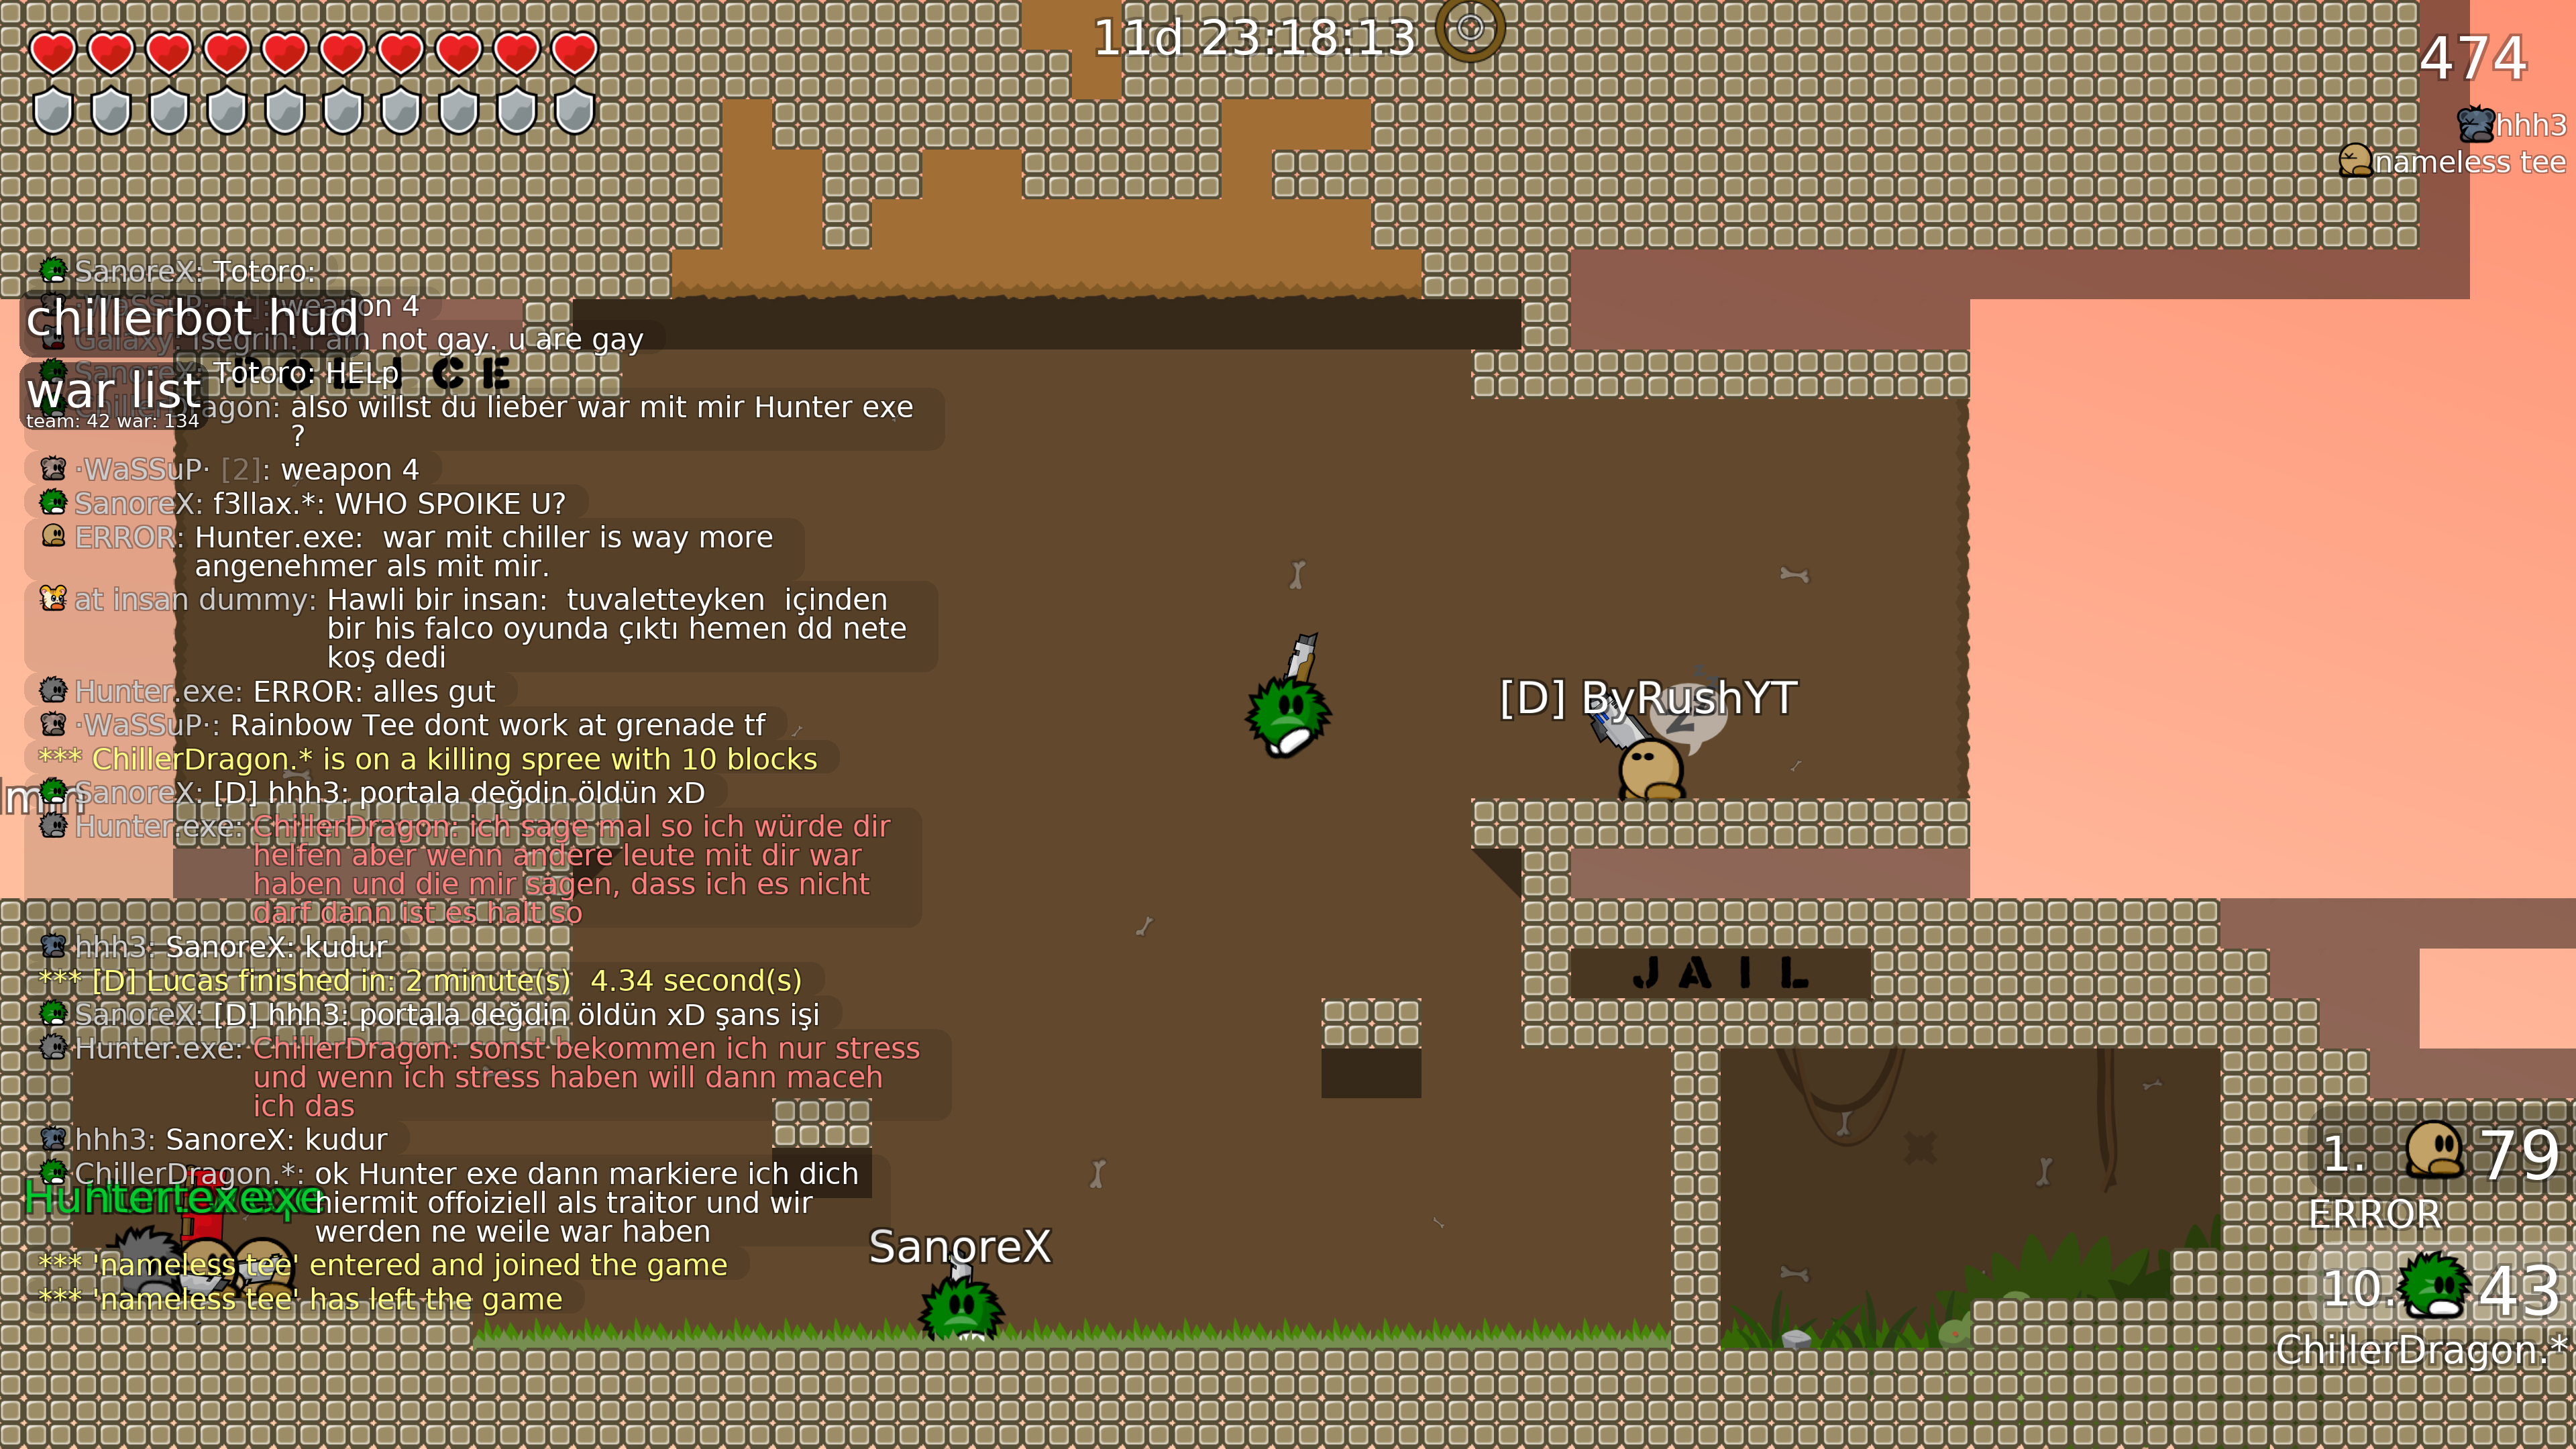 11d 23:18:13
474
hhh3
nameless tee
SanoreX: Totoro:
weapon 4
chillerbot hud
Galaxy: Isegrim: I am not gay. u are gay
POLICE
SanoreX: Totoro: HELp
war list
team: 42 war: 134
ChillerDragon: also willst du lieber war mit mir Hunter exe
?
·WaSSuP· [2]: weapon 4
SanoreX: f3llax.*: WHO SPOIKE U?
ERROR: Hunter.exe:  war mit chiller is way more
angenehmer als mit mir.
at insan dummy: Hawli bir insan:  tuvaletteyken  içinden
bir his falco oyunda çıktı hemen dd nete
koş dedi
Hunter.exe: ERROR: alles gut
·WaSSuP·: Rainbow Tee dont work at grenade tf
[D] ByRushYT
*** ChillerDragon.* is on a killing spree with 10 blocks
SanoreX: [D] hhh3: portala değdin öldün xD
Hunter.exe: ChillerDragon: ich sage mal so ich würde dir
helfen aber wenn andere leute mit dir war
haben und die mir sagen, dass ich es nicht
darf dann ist es halt so
hhh3: SanoreX: kudur
*** [D] Lucas finished in: 2 minute(s)  4.34 second(s)
JAIL
SanoreX: [D] hhh3: portala değdin öldün xD şans işi
Hunter.exe: ChillerDragon: sonst bekommen ich nur stress
und wenn ich stress haben will dann maceh
ich das
hhh3: SanoreX: kudur
ChillerDragon.*: ok Hunter exe dann markiere ich dich
hiermit offoiziell als traitor und wir
werden ne weile war haben
Hunter.exe
*** 'nameless tee' entered and joined the game
*** 'nameless tee' has left the game
SanoreX
1. 79
ERROR
10. 43
ChillerDragon.*